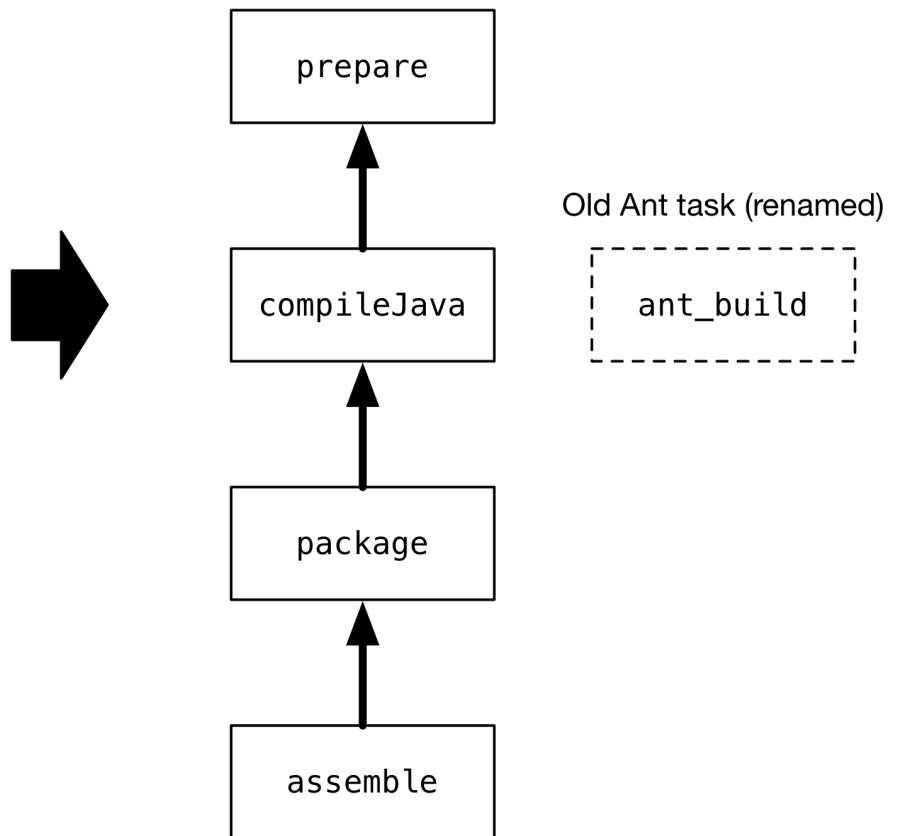 prepare
Old Ant task (renamed)
compileJava
ant_build
package
assemble